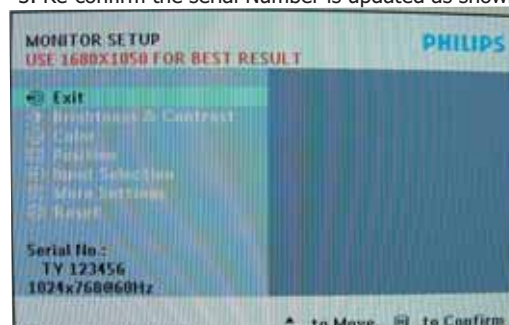 3. Re-confirm the serial Number is updated as show
MONITOR SETUP
PHILIPS
USE 1680X1050 FOR BEST RESULT
Exit
Brightness & Contrast
Color
Position
Input Selection
More Settings
Reset
Serial No.:
TY 123456
1024x768@60Hz
to Move
to Confirm